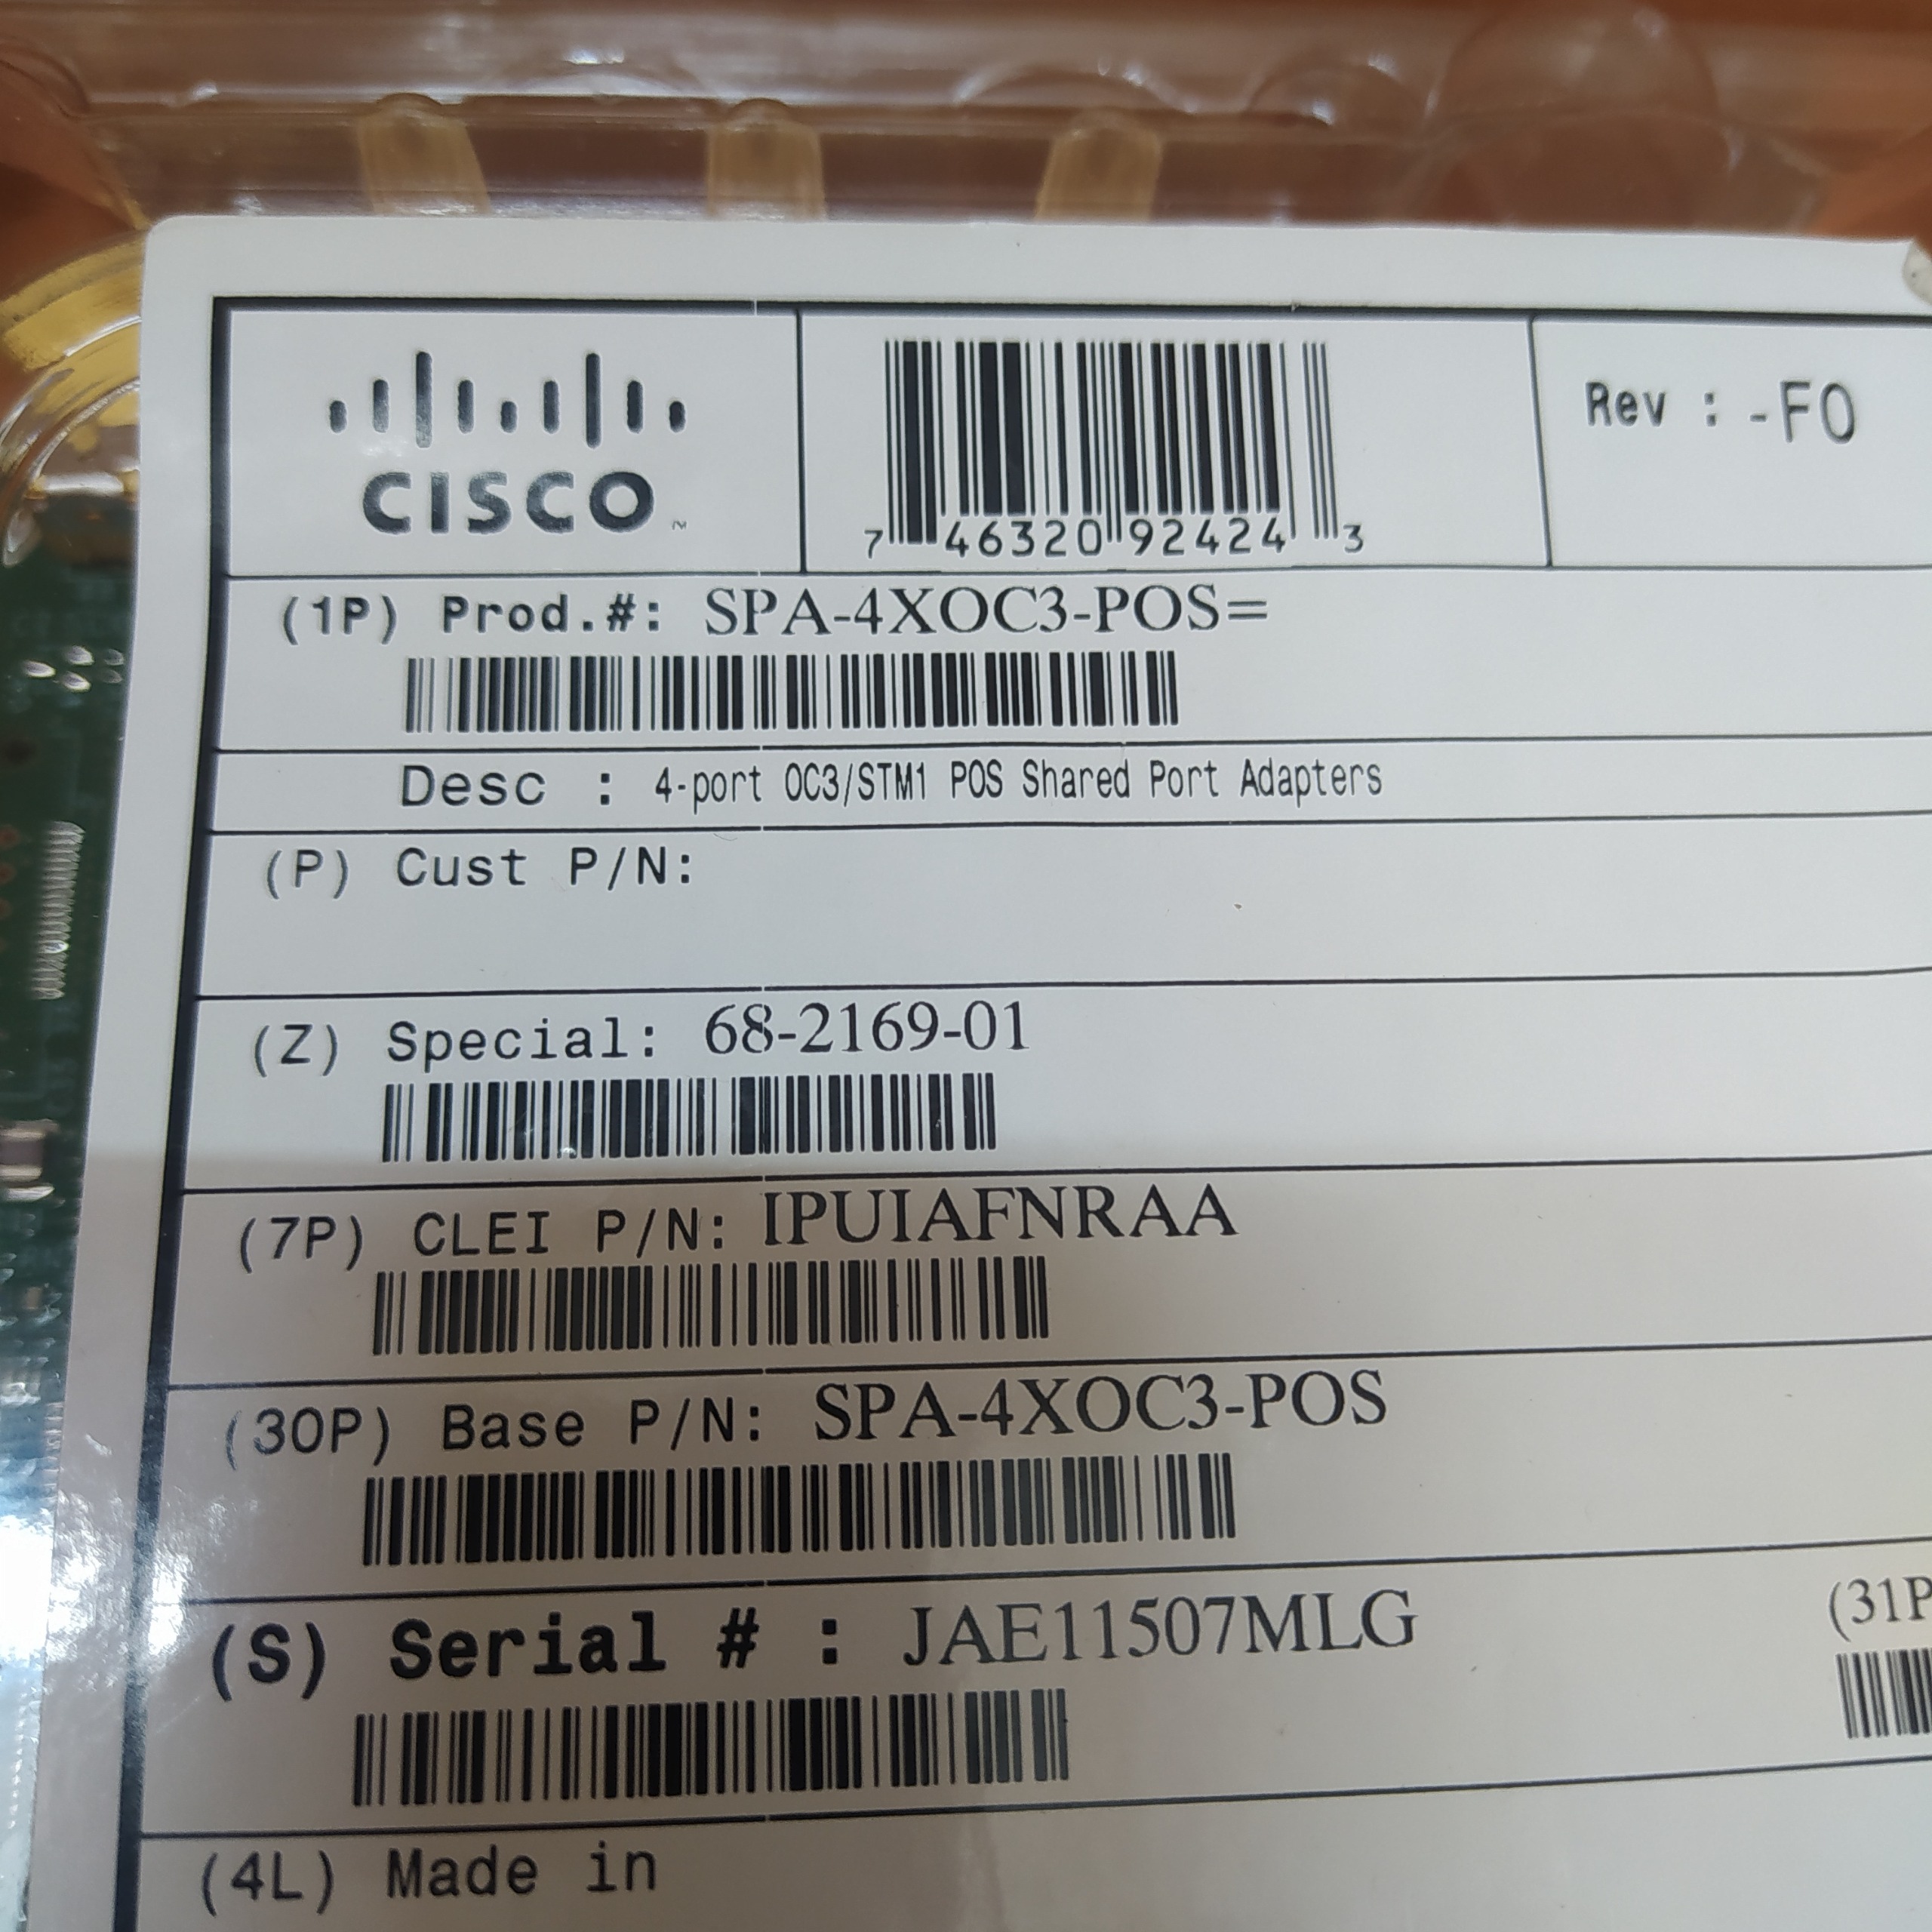 CISCO™
7 46320 92424 3
Rev : -F0
(1P) Prod.#: SPA-4XOC3-POS=
Desc : 4-port OC3/STM1 POS Shared Port Adapters
(P) Cust P/N:
(Z) Special: 68-2169-01
(7P) CLEI P/N: IPUIAFNRAA
(30P) Base P/N: SPA-4XOC3-POS
(S) Serial # : JAE11507MLG
(31P
(4L) Made in